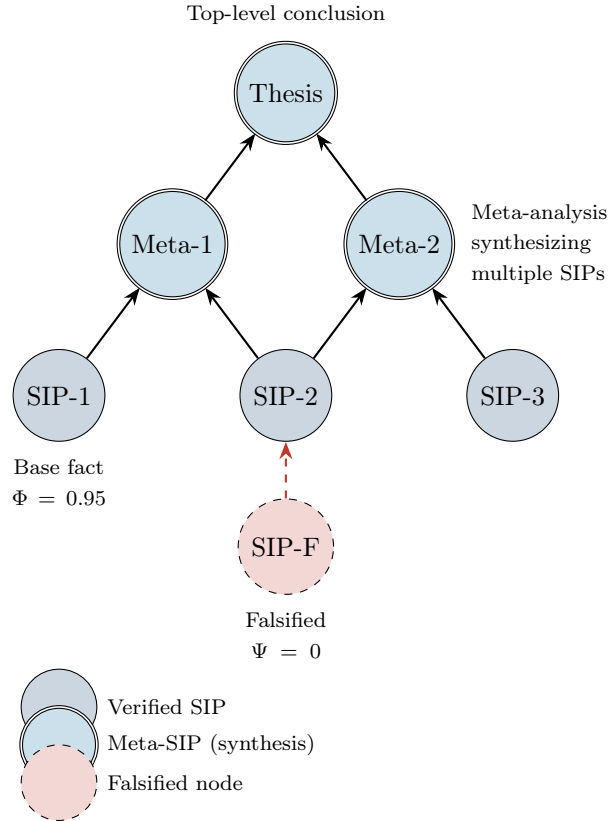 Top-level conclusion
Thesis
Meta-1
Meta-2
Meta-analysis
synthesizing
multiple SIPs
SIP-1
SIP-2
SIP-3
Base fact
Φ = 0.95
SIP-F
Falsified
Ψ = 0
Verified SIP
Meta-SIP (synthesis)
Falsified node